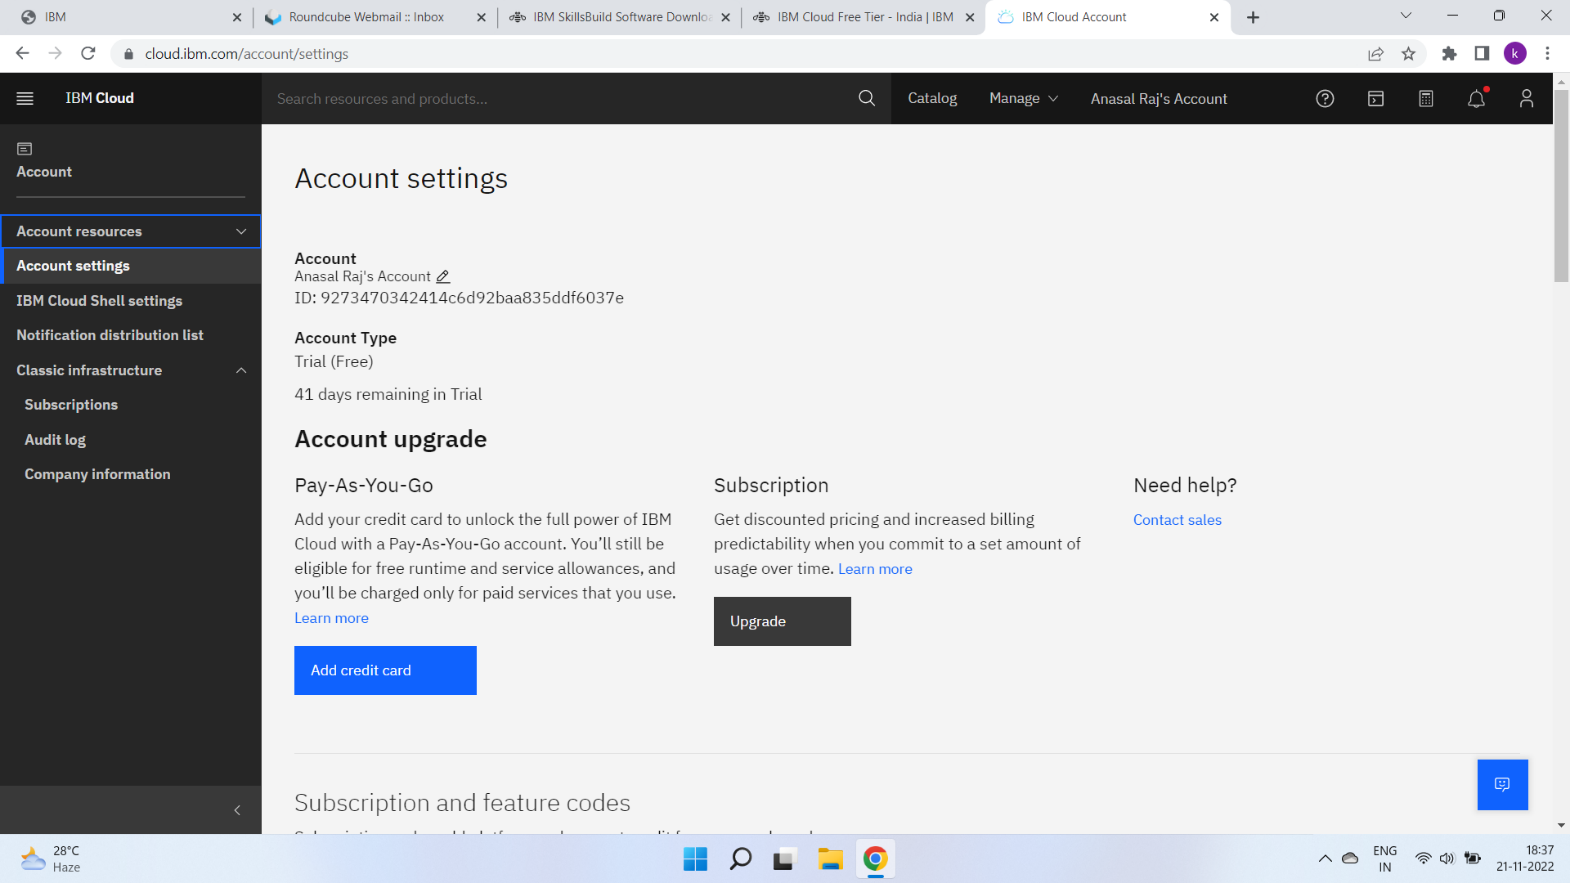 IBM
Roundcube Webmail :: Inbox
IBM SkillsBuild Software Downlo
IBM Cloud Free Tier - India | IBM
IBM Cloud Account
cloud.ibm.com/account/settings
k
IBM Cloud
Search resources and products...
Catalog
Manage
Anasal Raj's Account
Account
Account resources
Account settings
IBM Cloud Shell settings
Notification distribution list
Classic infrastructure
Subscriptions
Audit log
Company information
Account settings
Account
Anasal Raj's Account
ID: 9273470342414c6d92baa835ddf6037e
Account Type
Trial (Free)
41 days remaining in Trial
Account upgrade
Pay-As-You-Go
Add your credit card to unlock the full power of IBM
Cloud with a Pay-As-You-Go account. You’ll still be
eligible for free runtime and service allowances, and
you’ll be charged only for paid services that you use.
Learn more
Add credit card
Subscription
Get discounted pricing and increased billing
predictability when you commit to a set amount of
usage over time. Learn more
Upgrade
Need help?
Contact sales
Subscription and feature codes
28°C
Haze
ENG
IN
18:37
21-11-2022